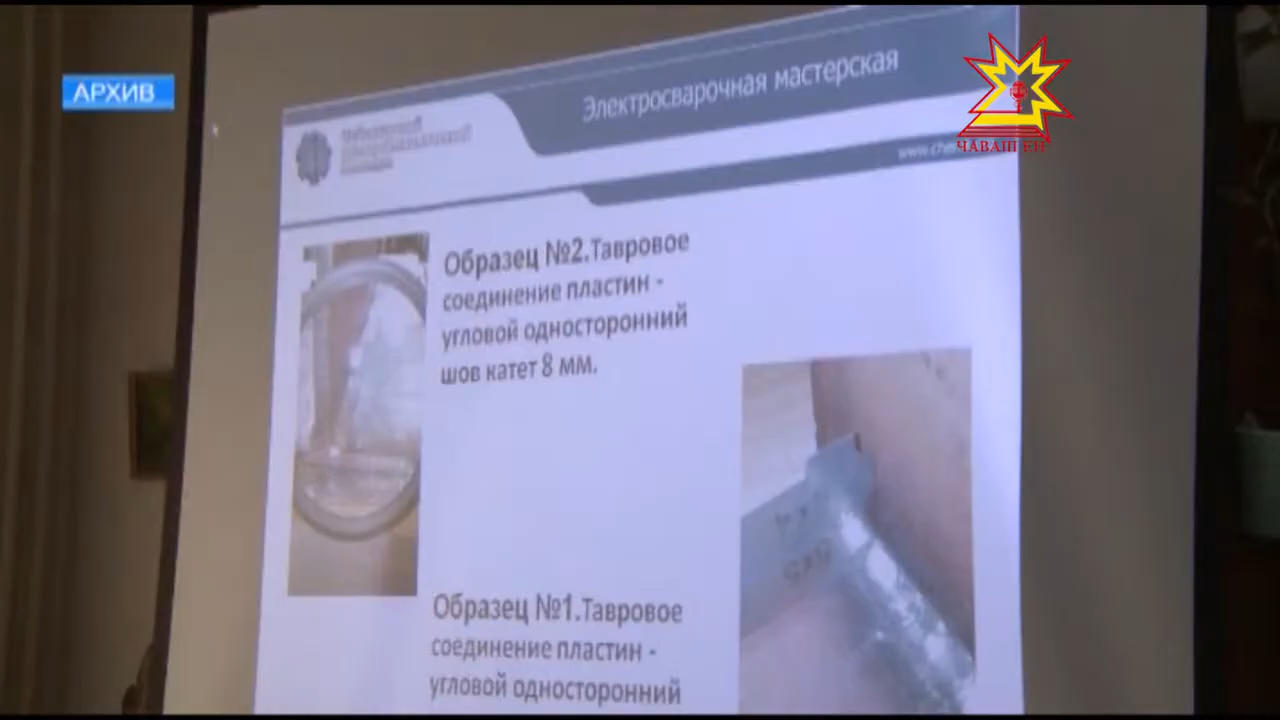 АРХИВ
ЧĂВАШ ЕН
Электросварочная мастерская
Образец №2.Тавровое
соединение пластин -
угловой односторонний
шов катет 8 мм.
Образец №1.Тавровое
соединение пластин -
угловой односторонний